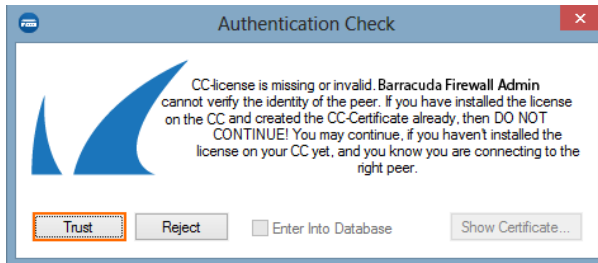 Authentication Check
CC-license is missing or invalid. Barracuda Firewall Admin
cannot verify the identity of the peer. If you have installed the license
on the CC and created the CC-Certificate already, then DO NOT
CONTINUE! You may continue, if you haven't installed the
license on your CC yet, and you know you are connecting to the
right peer.
Trust Reject Enter Into Database Show Certificate...